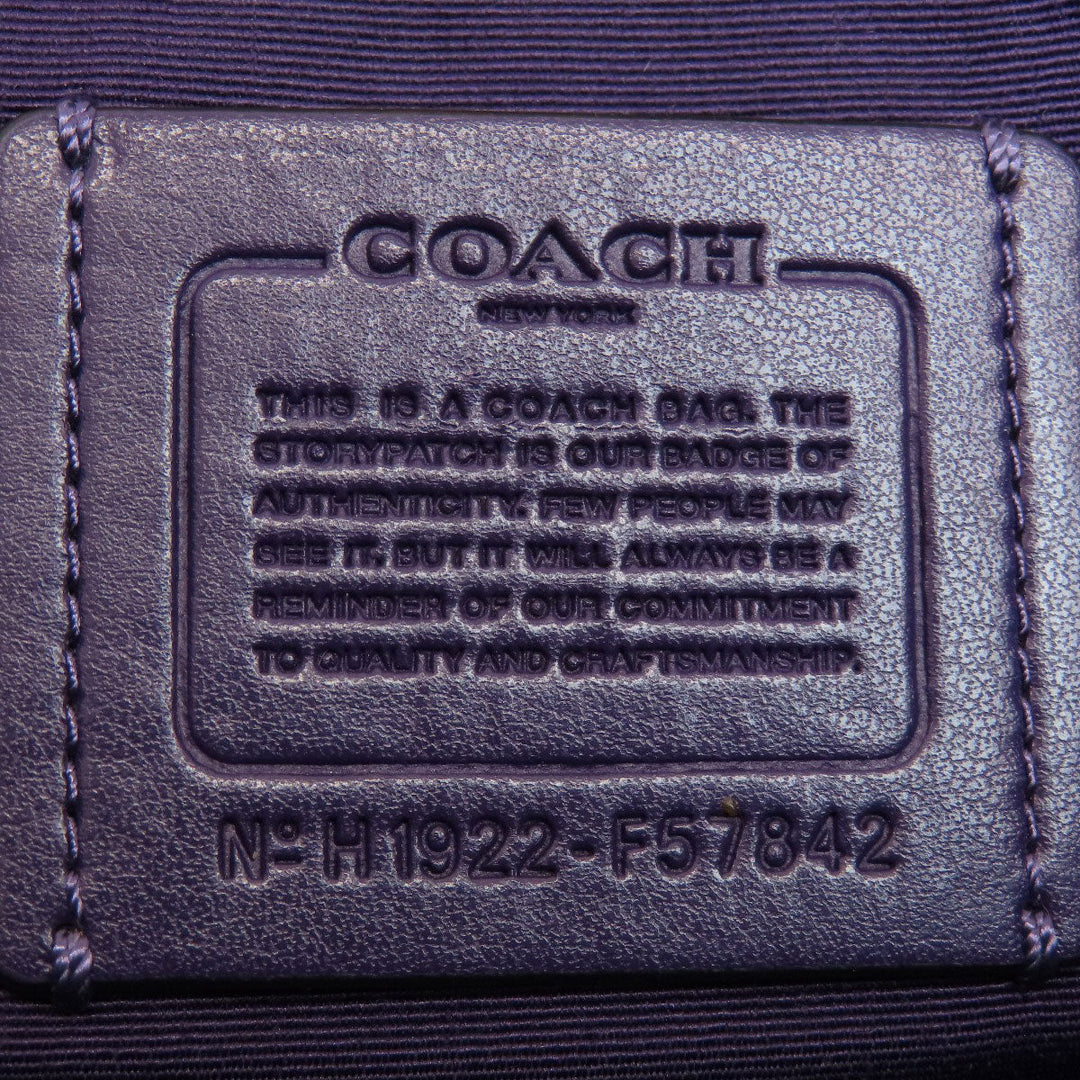 COACH
NEW YORK
THIS IS A COACH BAG. THE
STORYPATCH IS OUR BADGE OF
AUTHENTICITY. FEW PEOPLE MAY
SEE IT. BUT IT WILL ALWAYS BE A
REMINDER OF OUR COMMITMENT
TO QUALITY AND CRAFTSMANSHIP.
Nº H1922-F57842